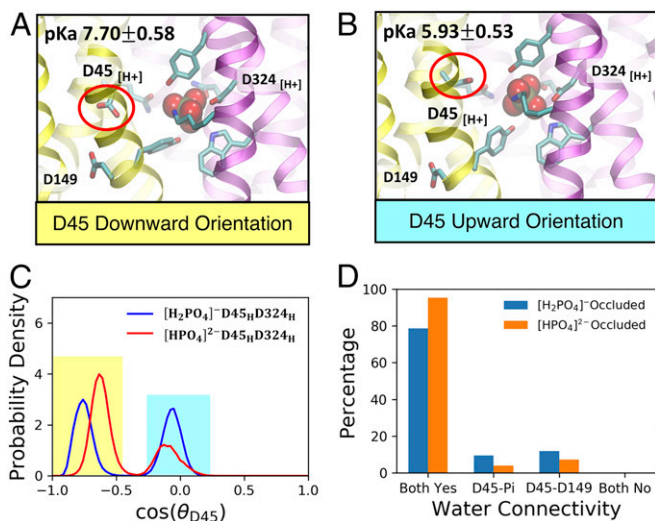 A
pKa 7.70±0.58
D45 [H+]
D324 [H+]
D149
D45 Downward Orientation
B
pKa 5.93±0.53
D45 [H+]
D324 [H+]
D149
D45 Upward Orientation
C
[H₂PO₄]⁻D45ₕD324ₕ
[HPO₄]²⁻D45ₕD324ₕ
Probability Density
6
4
2
0
−1.0 −0.5 0.0 0.5 1.0
cos(θD45)
D
[H₂PO₄]⁻Occluded
[HPO₄]²⁻Occluded
Percentage
100
80
60
40
20
0
Both Yes D45-Pi D45-D149 Both No
Water Connectivity